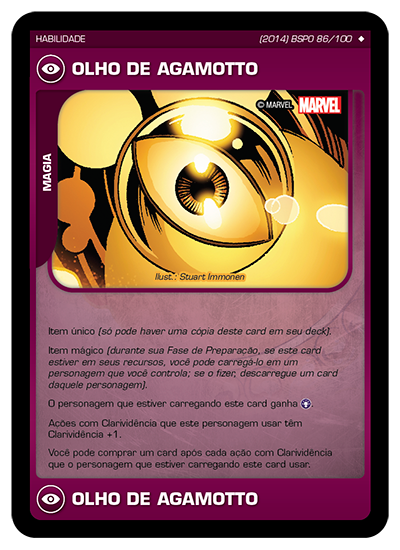 HABILIDADE
(2014) BSPO 86/100
OLHO DE AGAMOTTO
© MARVEL MARVEL
MAGIA
Ilust.: Stuart Immonen
Item único (só pode haver uma cópia deste card em seu deck).
Item mágico (durante sua Fase de Preparação, se este card
estiver em seus recursos, você pode carregá-lo em um
personagem que você controla; se o fizer, descarregue um card
daquele personagem).
O personagem que estiver carregando este card ganha .
Ações com Clarividência que este personagem usar têm
Clarividência +1.
Você pode comprar um card após cada ação com Clarividência
que o personagem que estiver carregando este card usar.
OLHO DE AGAMOTTO